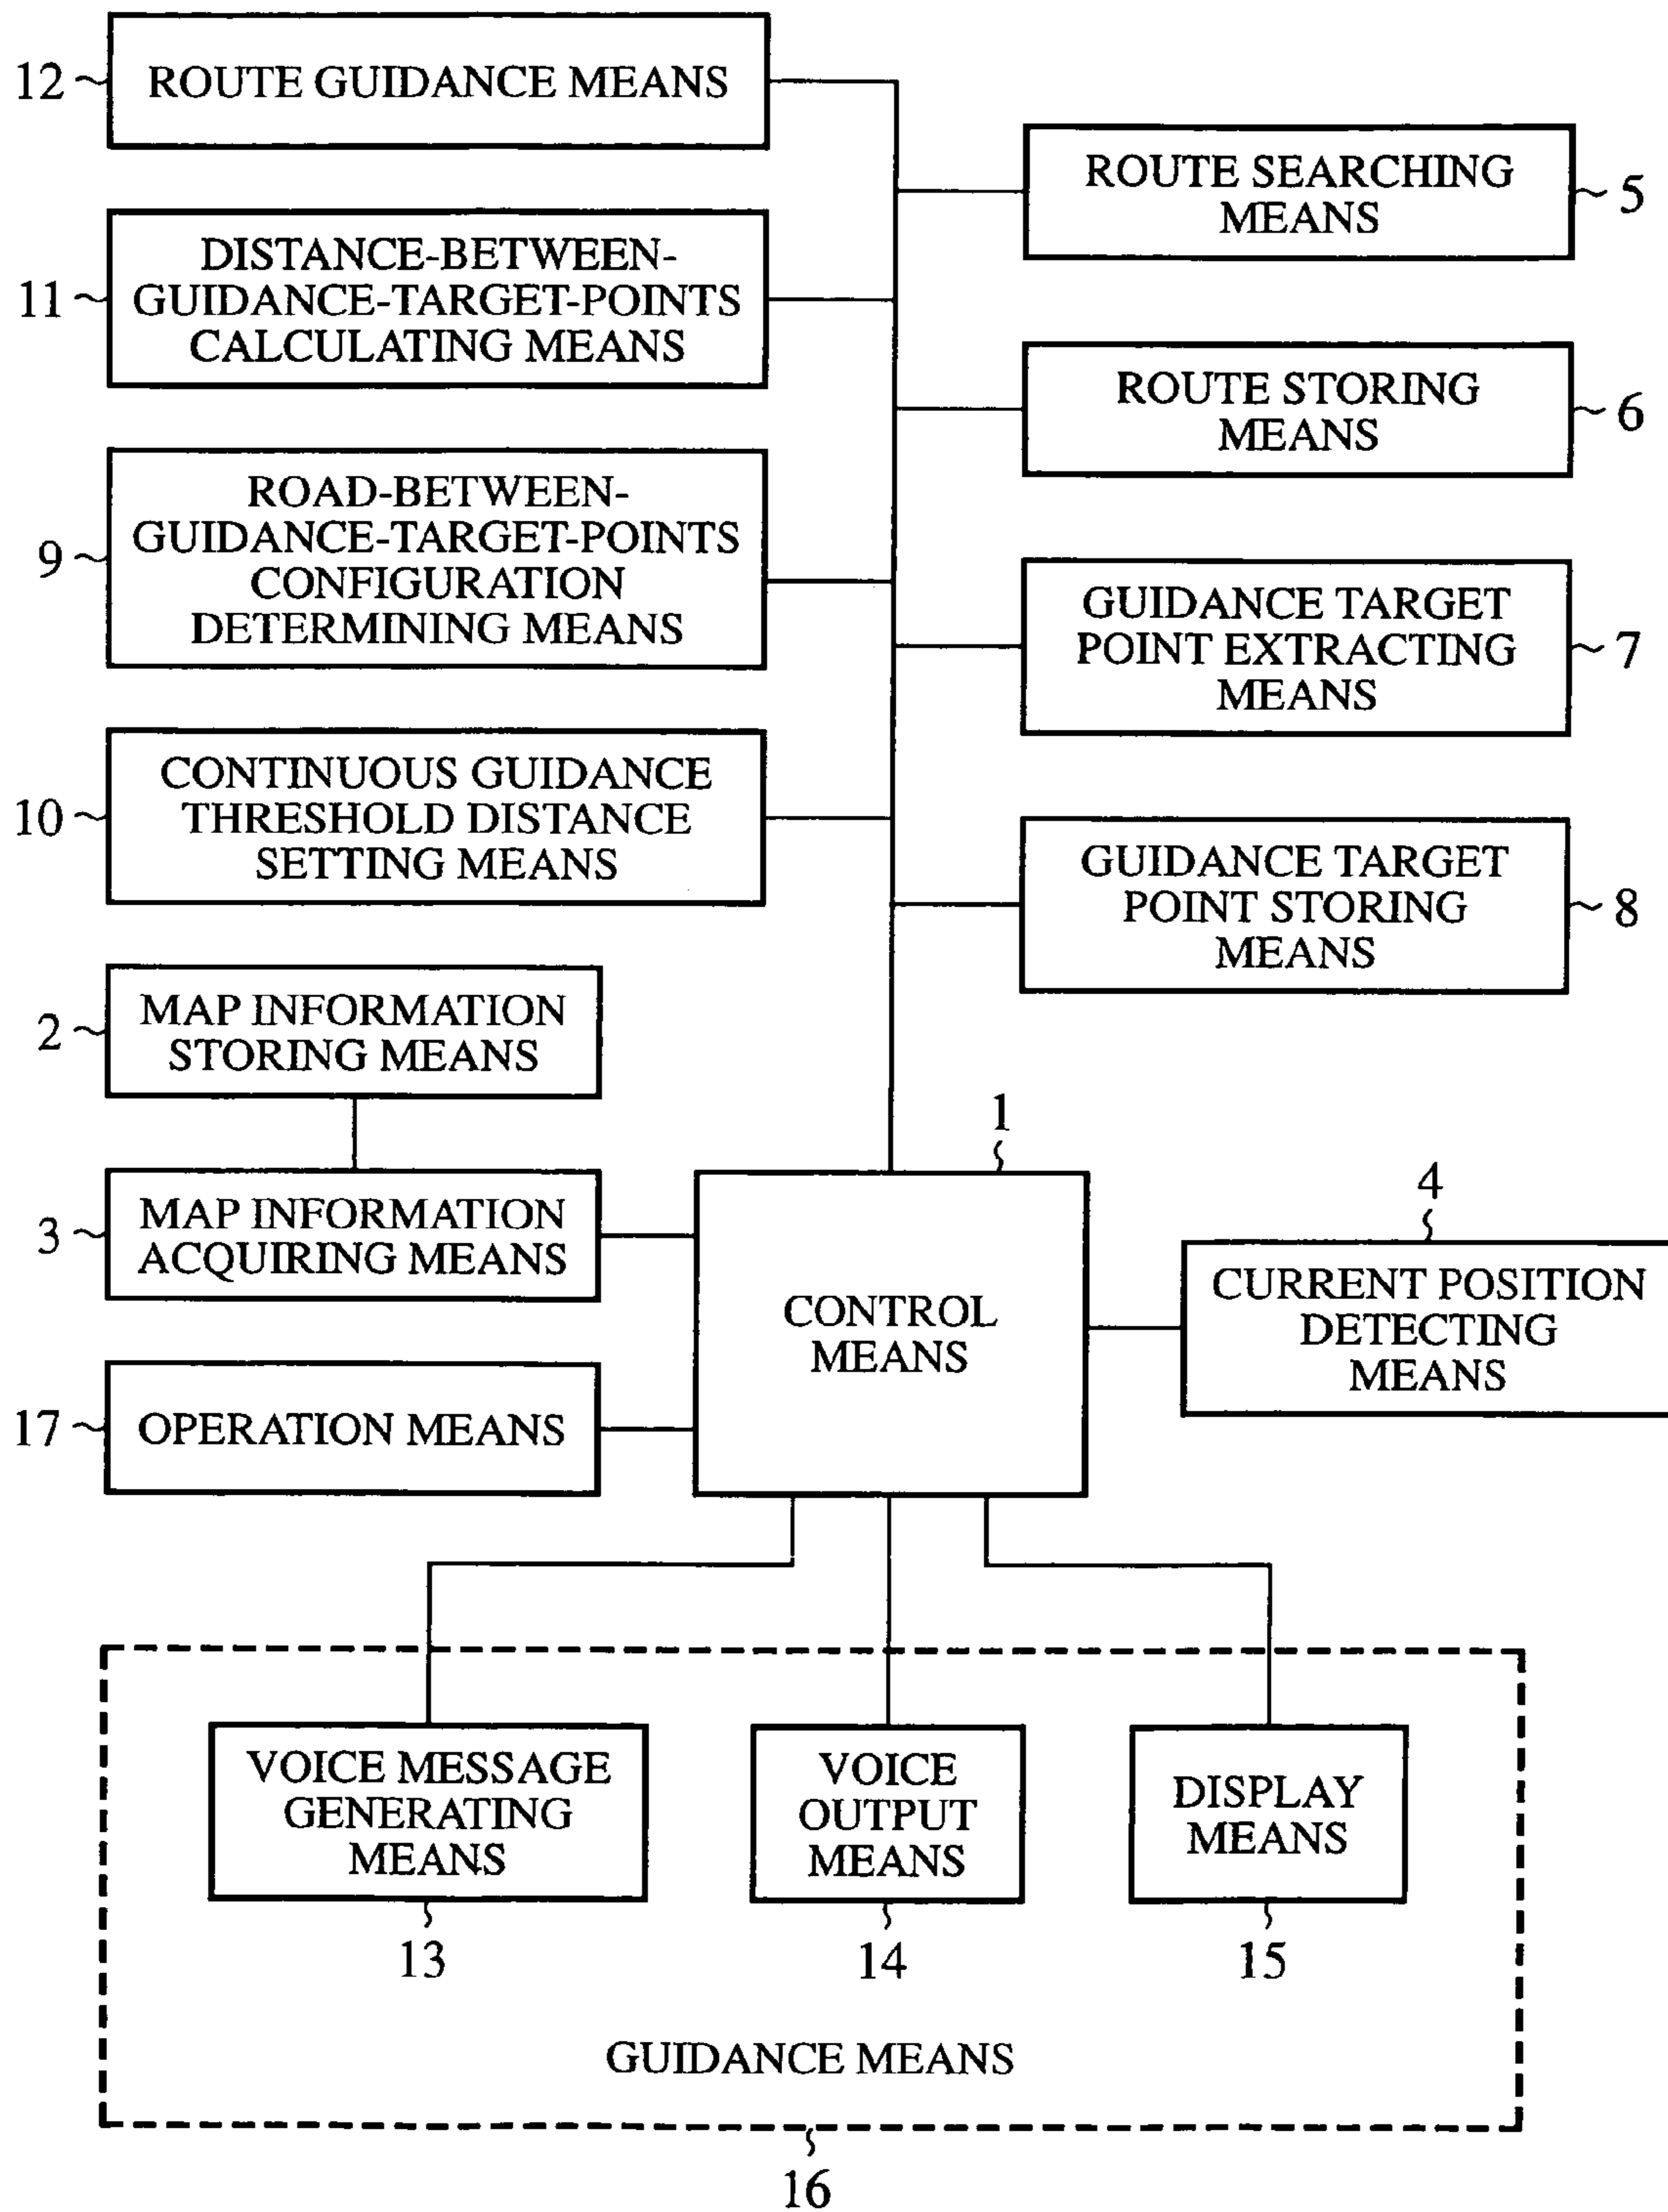 12
ROUTE GUIDANCE MEANS
ROUTE SEARCHING
MEANS
5
11
DISTANCE-BETWEEN-
GUIDANCE-TARGET-POINTS
CALCULATING MEANS
ROUTE STORING
MEANS
6
9
ROAD-BETWEEN-
GUIDANCE-TARGET-POINTS
CONFIGURATION
DETERMINING MEANS
GUIDANCE TARGET
POINT EXTRACTING
MEANS
7
10
CONTINUOUS GUIDANCE
THRESHOLD DISTANCE
SETTING MEANS
GUIDANCE TARGET
POINT STORING
MEANS
8
2
MAP INFORMATION
STORING MEANS
1
3
MAP INFORMATION
ACQUIRING MEANS
CONTROL
MEANS
4
CURRENT POSITION
DETECTING
MEANS
17
OPERATION MEANS
VOICE MESSAGE
GENERATING
MEANS
13
VOICE
OUTPUT
MEANS
14
DISPLAY
MEANS
15
GUIDANCE MEANS
16